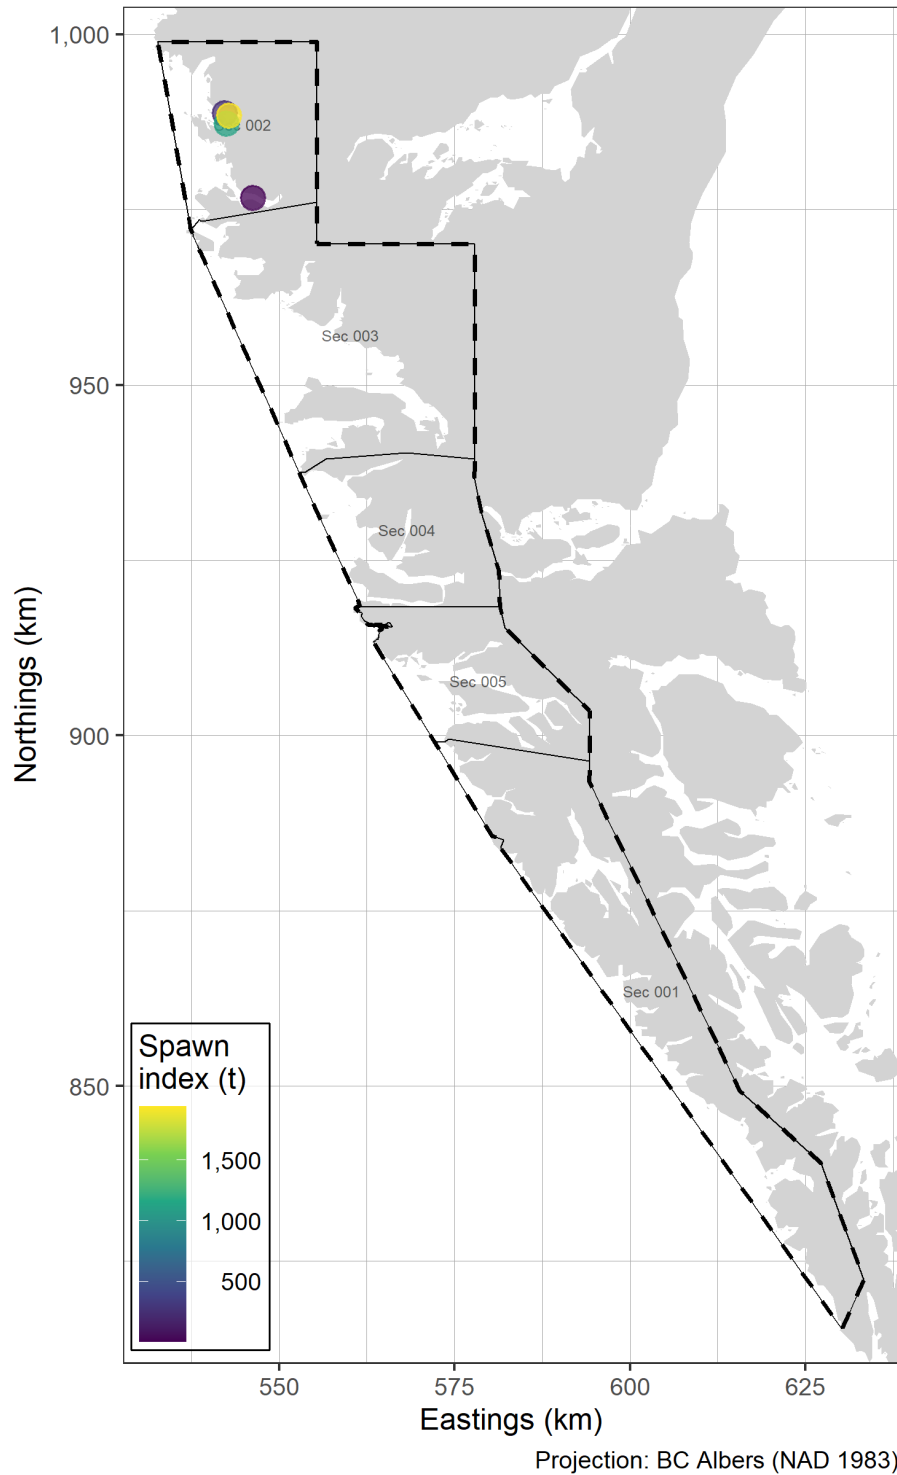 1,000
950
900
850
Northings (km)
002
Sec 003
Sec 004
Sec 005
Sec 001
Spawn
index (t)
1,500
1,000
500
550
575
600
625
Eastings (km)
Projection: BC Albers (NAD 1983)